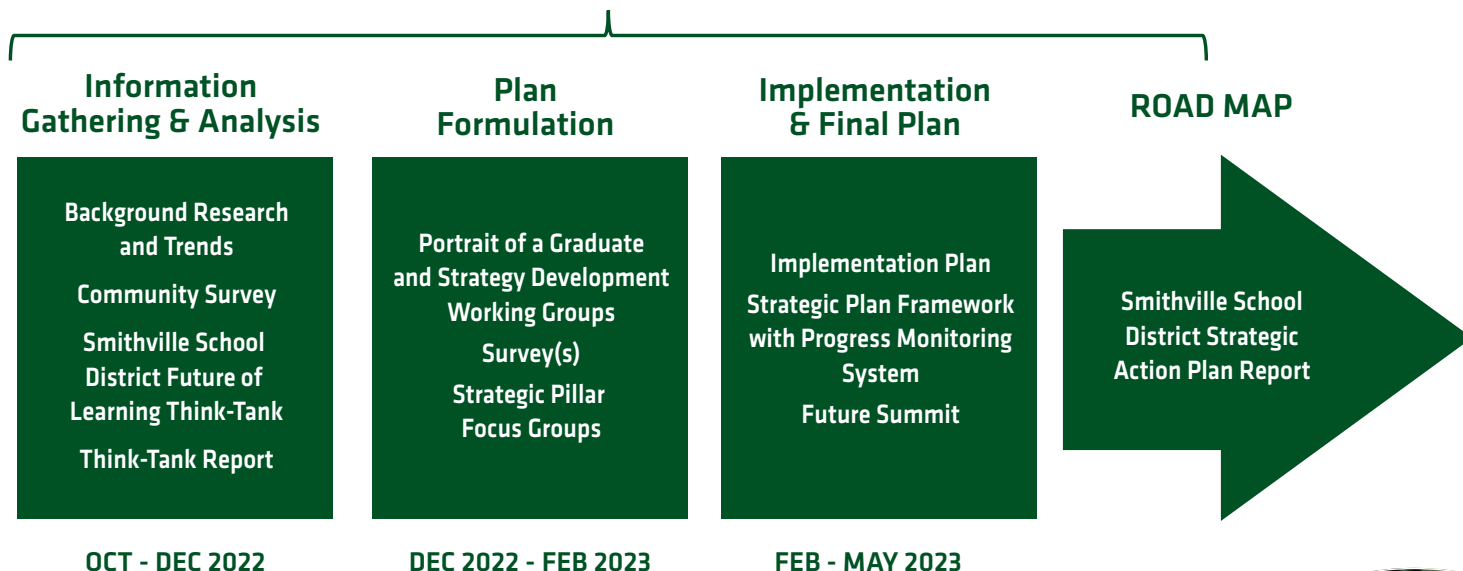 Information
Gathering & Analysis
Background Research
and Trends
Community Survey
Smithville School
District Future of
Learning Think-Tank
Think-Tank Report
OCT - DEC 2022
Plan
Formulation
Portrait of a Graduate
and Strategy Development
Working Groups
Survey(s)
Strategic Pillar
Focus Groups
DEC 2022 - FEB 2023
Implementation
& Final Plan
Implementation Plan
Strategic Plan Framework
with Progress Monitoring
System
Future Summit
FEB - MAY 2023
ROAD MAP
Smithville School
District Strategic
Action Plan Report